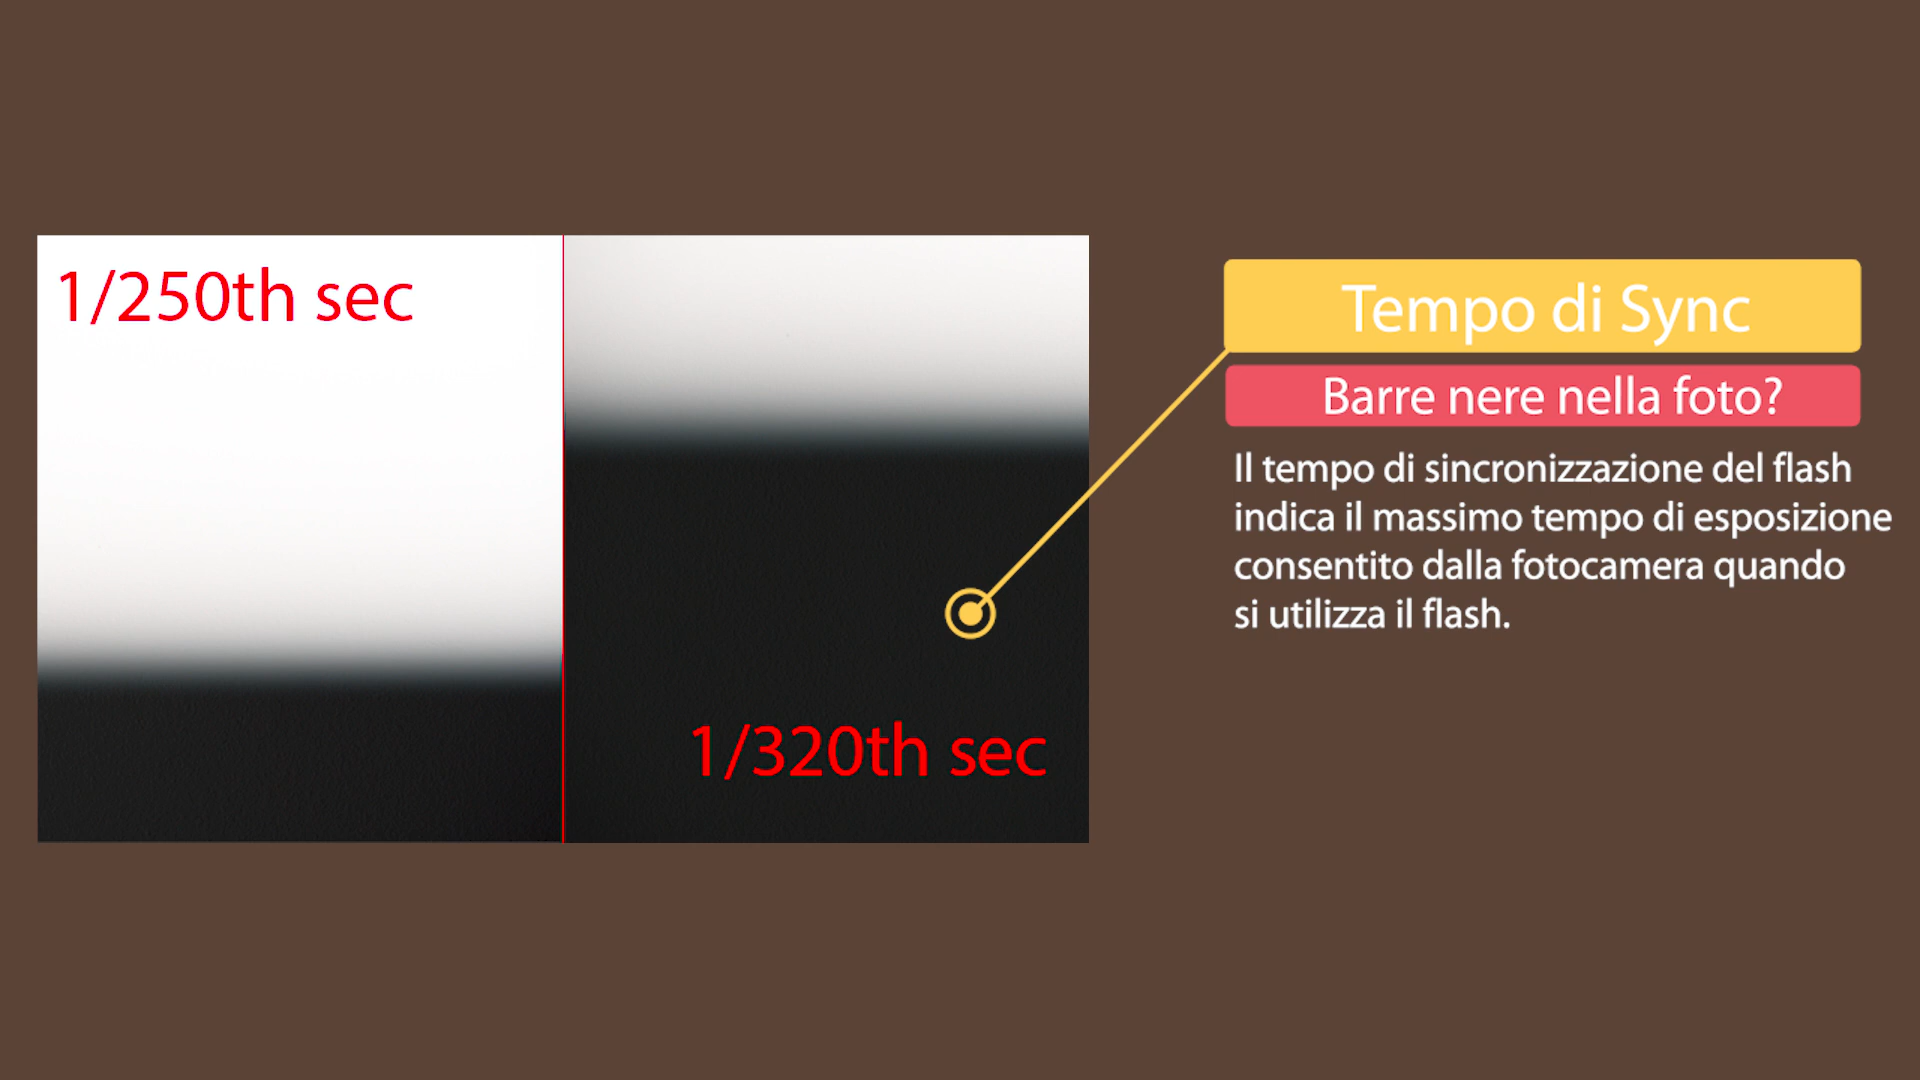 1/250th sec
1/320th sec
Tempo di Sync
Barre nere nella foto?
Il tempo di sincronizzazione del flash
indica il massimo tempo di esposizione
consentito dalla fotocamera quando
si utilizza il flash.